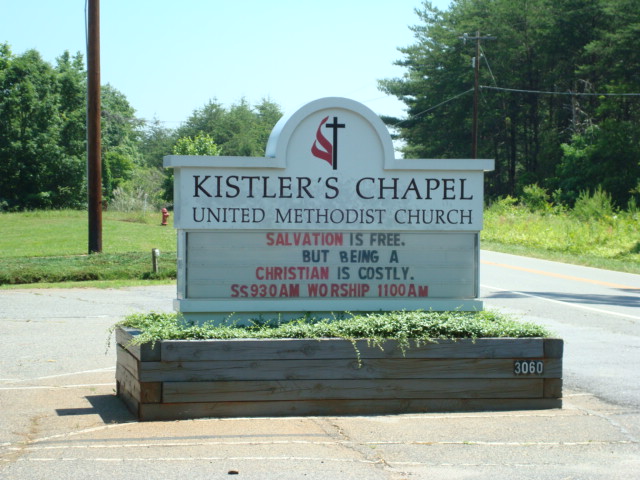 KISTLER'S CHAPEL
UNITED METHODIST CHURCH
SALVATION IS FREE.
BUT BEING A
CHRISTIAN IS COSTLY.
SS930AM WORSHIP 1100AM
3060